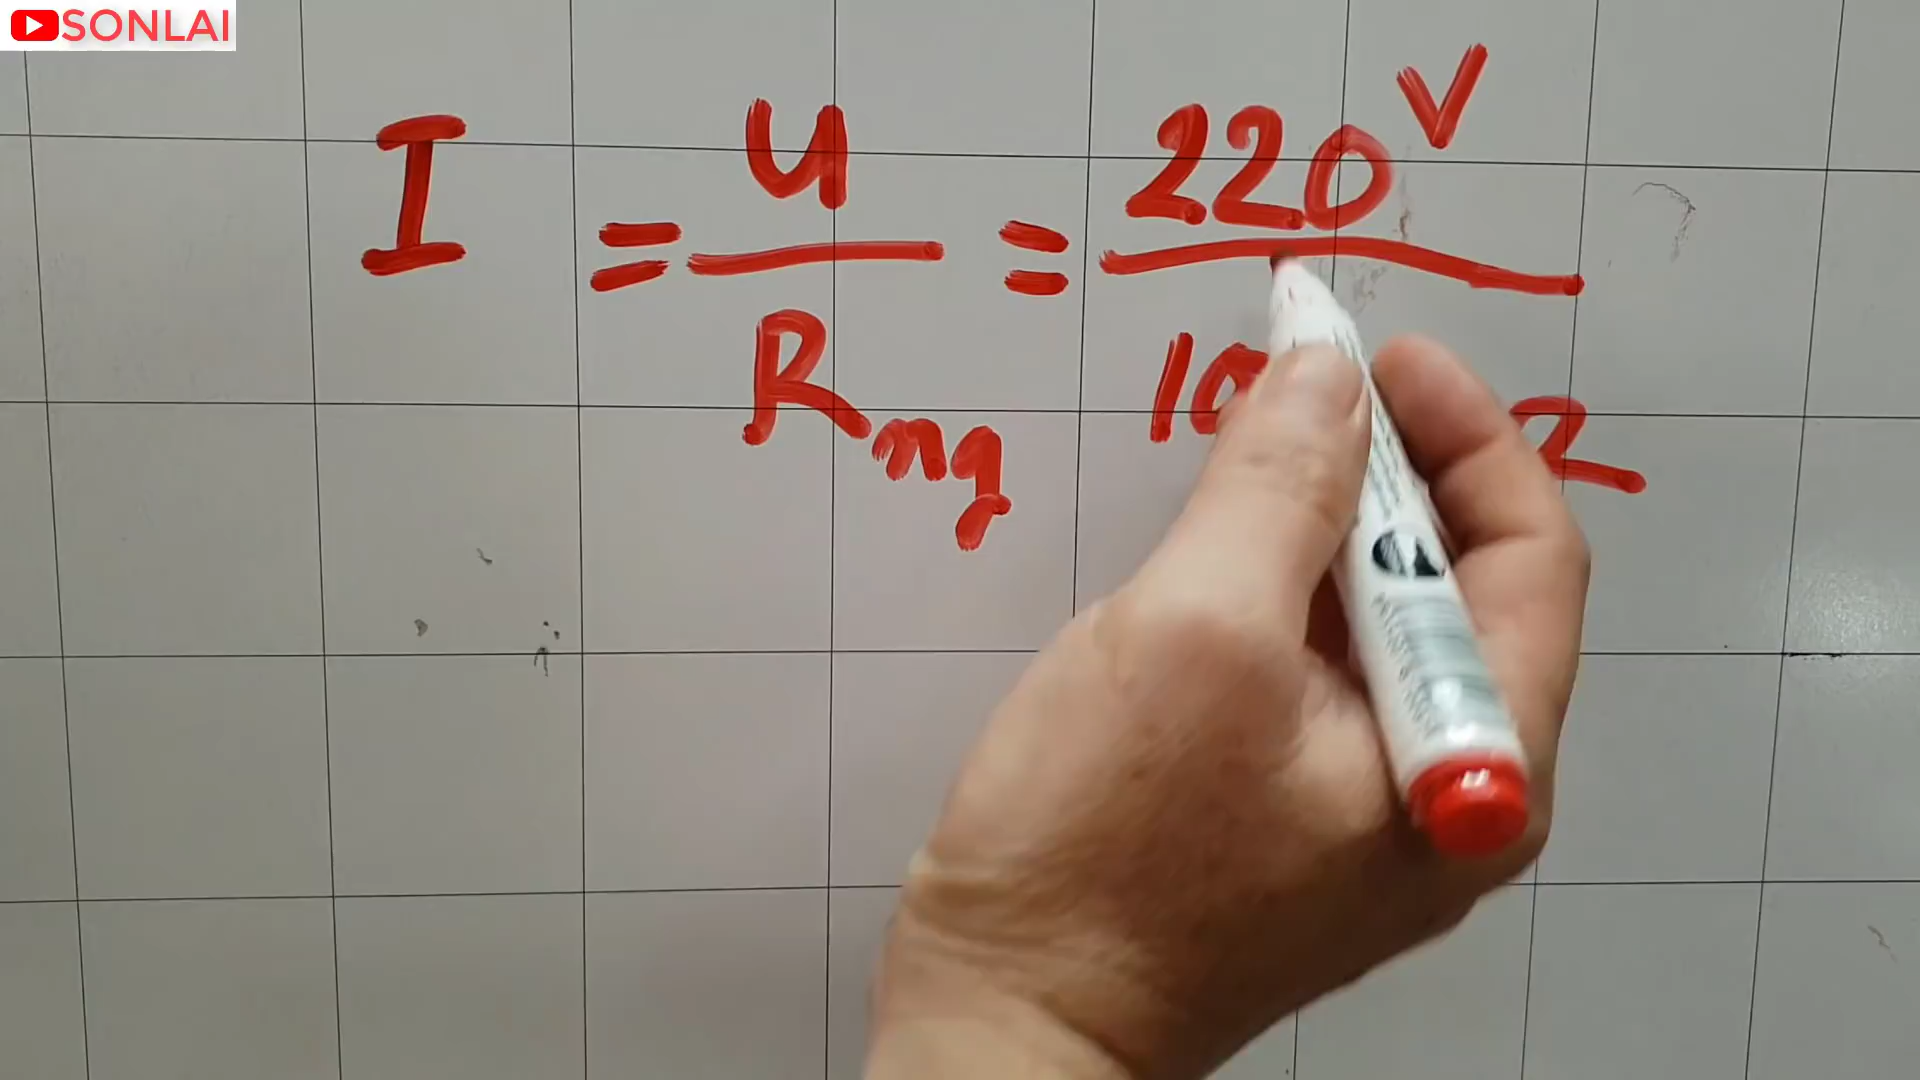 SONLAI
I = U / Rng = 220V / 10